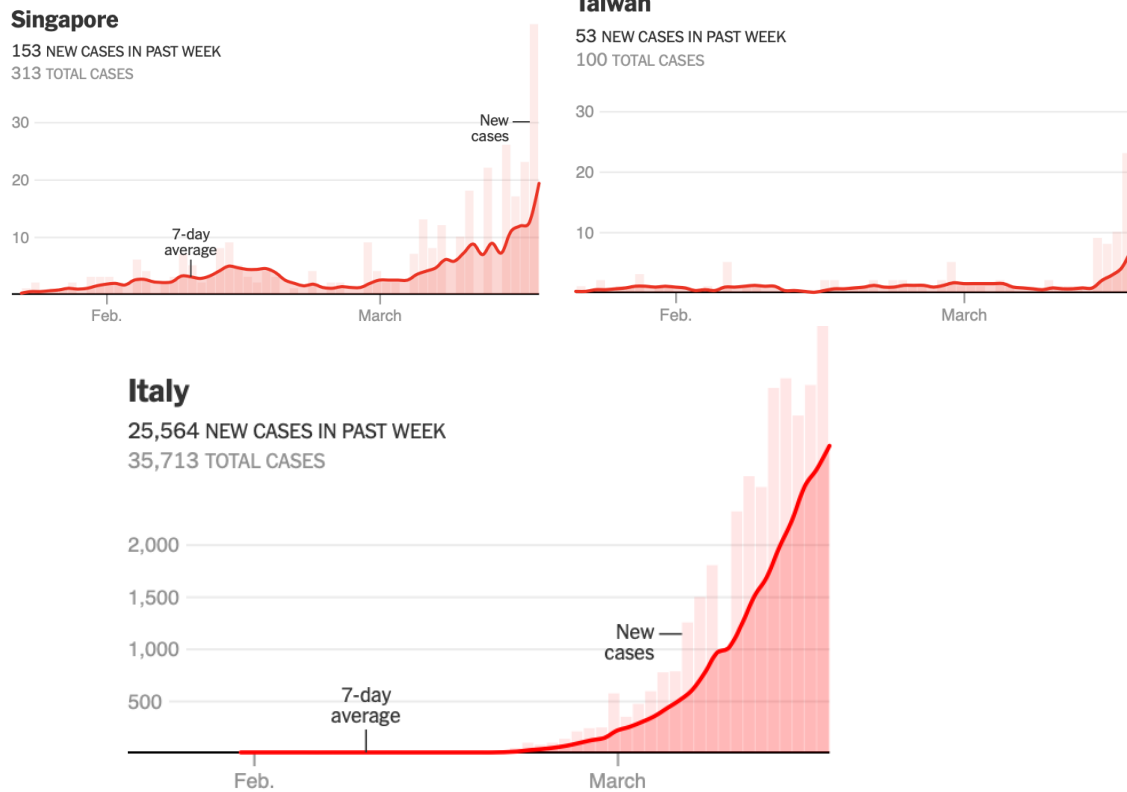 Singapore
153 NEW CASES IN PAST WEEK
313 TOTAL CASES
30
20
10
New
cases
7-day
average
Feb.
March
Taiwan
53 NEW CASES IN PAST WEEK
100 TOTAL CASES
30
20
10
Feb.
March
Italy
25,564 NEW CASES IN PAST WEEK
35,713 TOTAL CASES
2,000
1,500
1,000
500
New
cases
7-day
average
Feb.
March